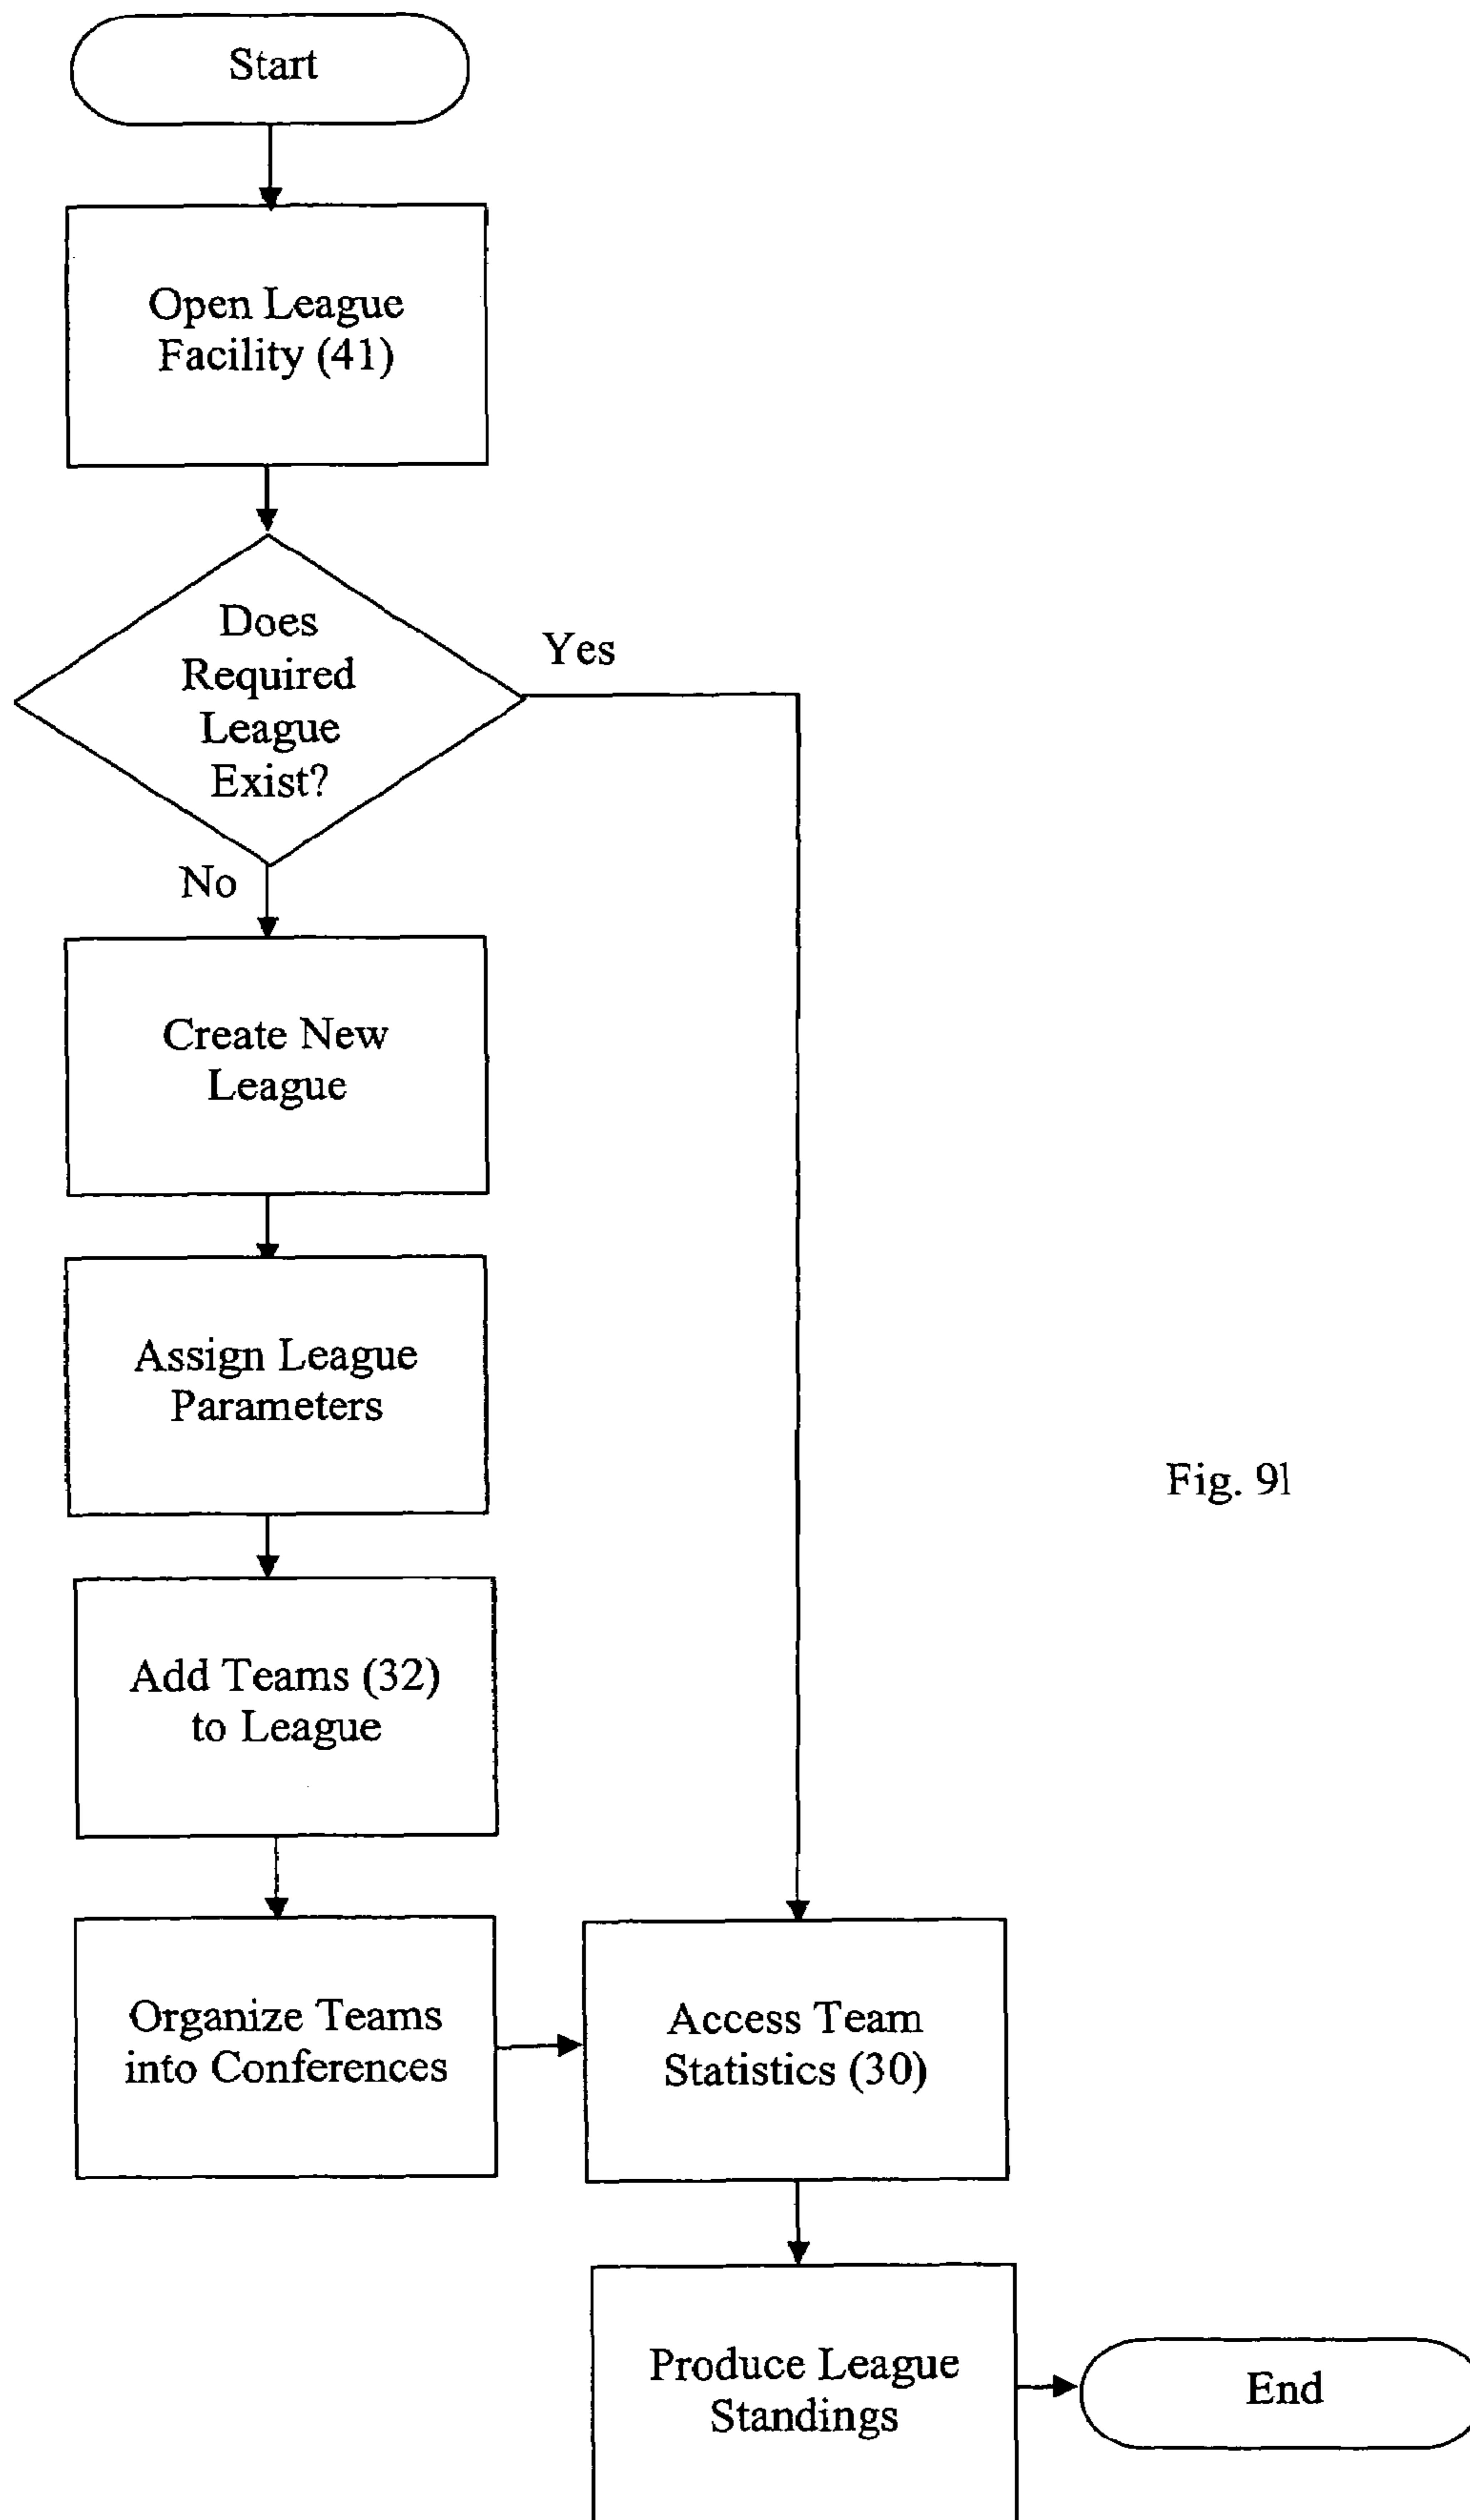 Start
Open League
Facility (41)
Does
Required
League
Exist?
Yes
No
Create New
League
Assign League
Parameters
Fig. 9l
Add Teams (32)
to League
Organize Teams
into Conferences
Access Team
Statistics (30)
Produce League
Standings
End